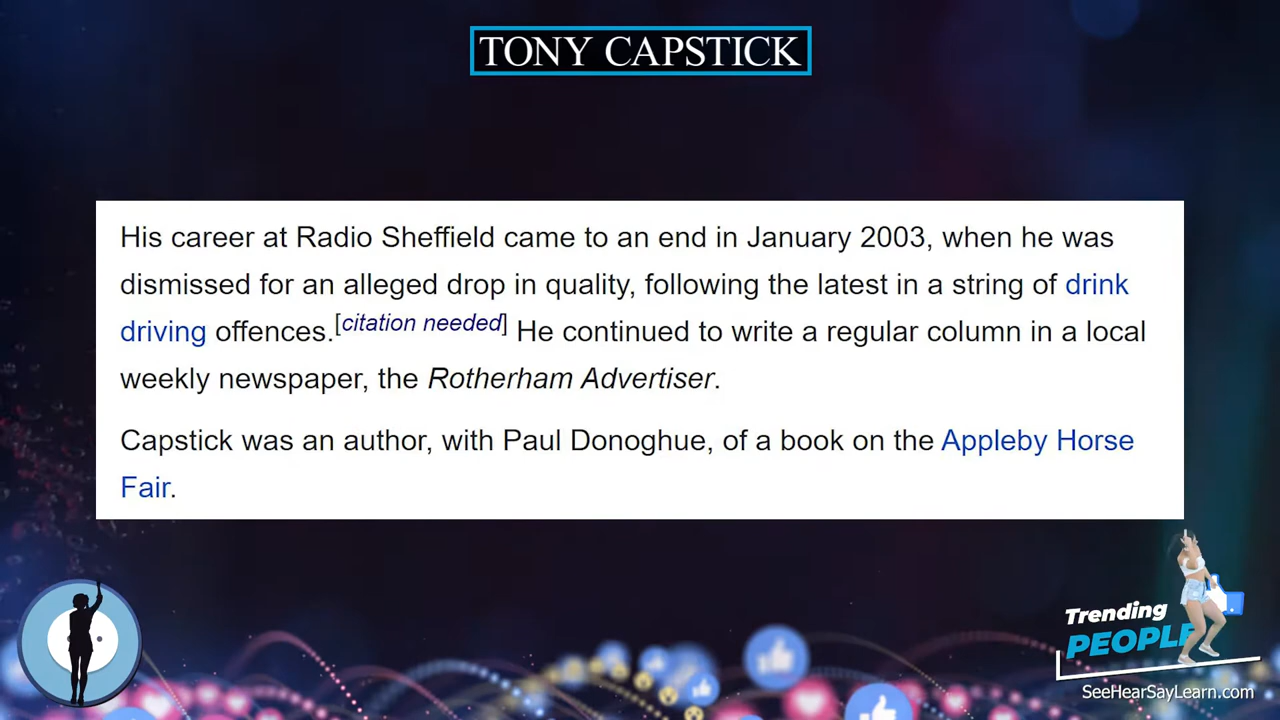 TONY CAPSTICK
His career at Radio Sheffield came to an end in January 2003, when he was
dismissed for an alleged drop in quality, following the latest in a string of drink
driving offences.[citation needed] He continued to write a regular column in a local
weekly newspaper, the Rotherham Advertiser.
Capstick was an author, with Paul Donoghue, of a book on the Appleby Horse
Fair.
Trending
PEOPLE
SeeHearSayLearn.com